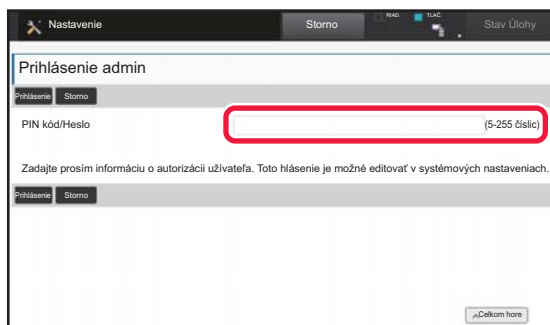 Nastavenie
Storno
RIAD.
TLAČ.
Stav Úlohy
Prihlásenie admin
Prihlásenie Storno
PIN kód/Heslo
(5-255 číslic)
Zadajte prosím informáciu o autorizácii užívateľa. Toto hlásenie je možné editovať v systémových nastaveniach.
Prihlásenie Storno
Celkom hore